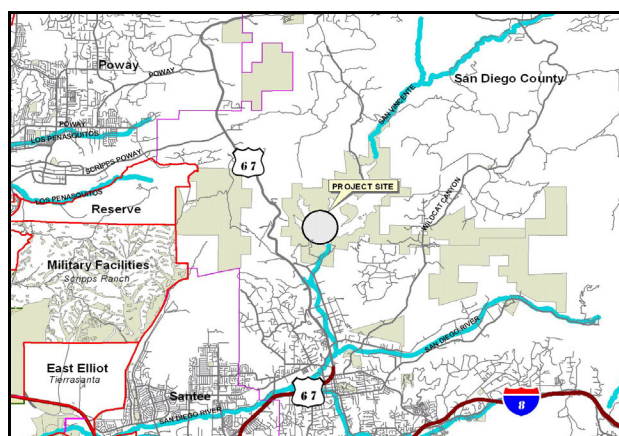 Poway
POWAY
San Diego County
SAN VINCENTE
POWAY
LOS PENASQUITOS
SCRIPPS POWAY
67
PROJECT SITE
LOS PENASQUITOS
Reserve
WILDCAT CANYON
Military Facilities
Scripps Ranch
SAN DIEGO RIVER
East Elliot
Tierrasanta
Santee
67
8
SAN DIEGO RIVER